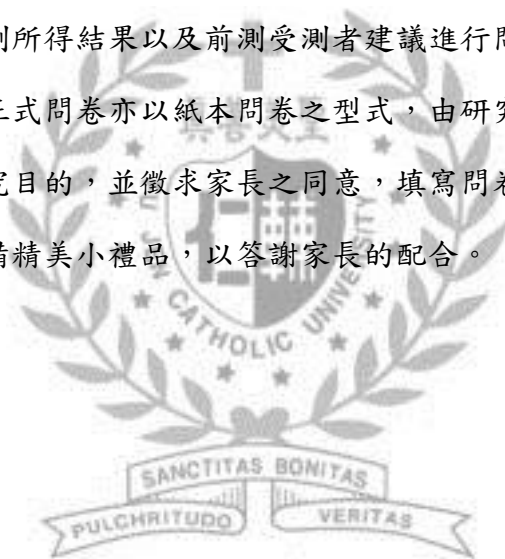 測所得結果以及前測受測者建議進行問
正式問卷亦以紙本問卷之型式，由研究
究目的，並徵求家長之同意，填寫問卷
備精美小禮品，以答謝家長的配合。
CATHOLIC UNIVERSITY
SANCTITAS BONITAS
PULCHRITUDO VERITAS